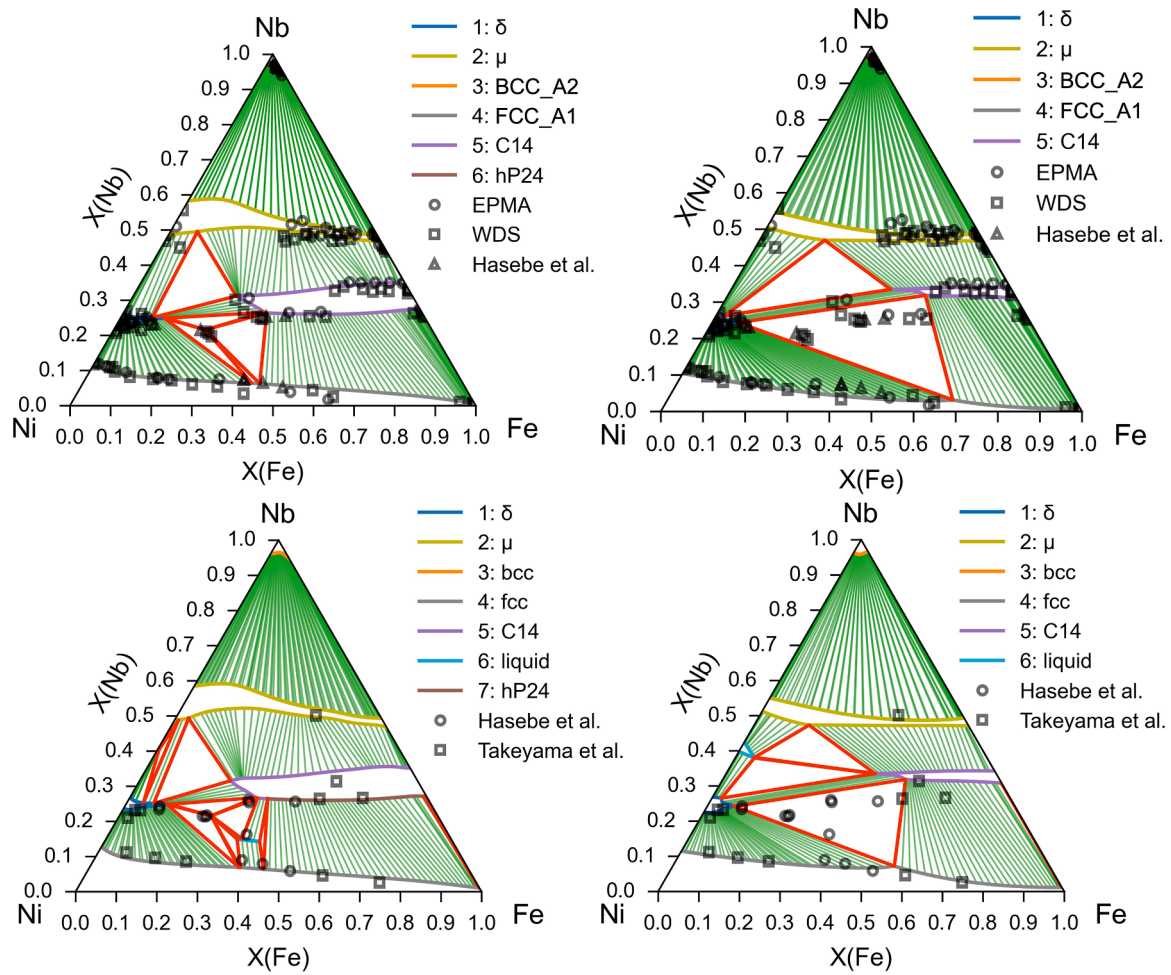 Nb
1.0
0.9
0.8
0.7
0.6
0.5
0.4
0.3
0.2
0.1
0.0
X(Nb)
Ni
Fe
0.0 0.1 0.2 0.3 0.4 0.5 0.6 0.7 0.8 0.9 1.0
X(Fe)
1: δ
2: μ
3: BCC_A2
4: FCC_A1
5: C14
6: hP24
EPMA
WDS
Hasebe et al.
Nb
1.0
0.9
0.8
0.7
0.6
0.5
0.4
0.3
0.2
0.1
0.0
X(Nb)
Ni
Fe
0.0 0.1 0.2 0.3 0.4 0.5 0.6 0.7 0.8 0.9 1.0
X(Fe)
1: δ
2: μ
3: BCC_A2
4: FCC_A1
5: C14
EPMA
WDS
Hasebe et al.
Nb
1.0
0.9
0.8
0.7
0.6
0.5
0.4
0.3
0.2
0.1
0.0
X(Nb)
Ni
Fe
0.0 0.1 0.2 0.3 0.4 0.5 0.6 0.7 0.8 0.9 1.0
X(Fe)
1: δ
2: μ
3: bcc
4: fcc
5: C14
6: liquid
7: hP24
Hasebe et al.
Takeyama et al.
Nb
1.0
0.9
0.8
0.7
0.6
0.5
0.4
0.3
0.2
0.1
0.0
X(Nb)
Ni
Fe
0.0 0.1 0.2 0.3 0.4 0.5 0.6 0.7 0.8 0.9 1.0
X(Fe)
1: δ
2: μ
3: bcc
4: fcc
5: C14
6: liquid
Hasebe et al.
Takeyama et al.